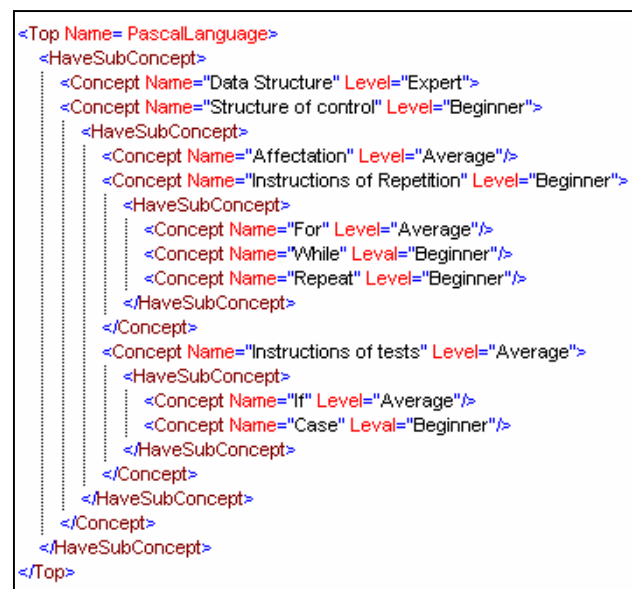 <Top Name= PascalLanguage>
<HaveSubConcept>
<Concept Name="Data Structure" Level="Expert">
<Concept Name="Structure of control" Level="Beginner">
<HaveSubConcept>
<Concept Name="Affectation" Level="Average"/>
<Concept Name="Instructions of Repetition" Level="Beginner">
<HaveSubConcept>
<Concept Name="For" Level="Average"/>
<Concept Name="While" Leval="Beginner"/>
<Concept Name="Repeat" Level="Beginner"/>
</HaveSubConcept>
</Concept>
<Concept Name="Instructions of tests" Level="Average">
<HaveSubConcept>
<Concept Name="If" Level="Average"/>
<Concept Name="Case" Leval="Beginner"/>
</HaveSubConcept>
</Concept>
</HaveSubConcept>
</Concept>
</HaveSubConcept>
</Top>